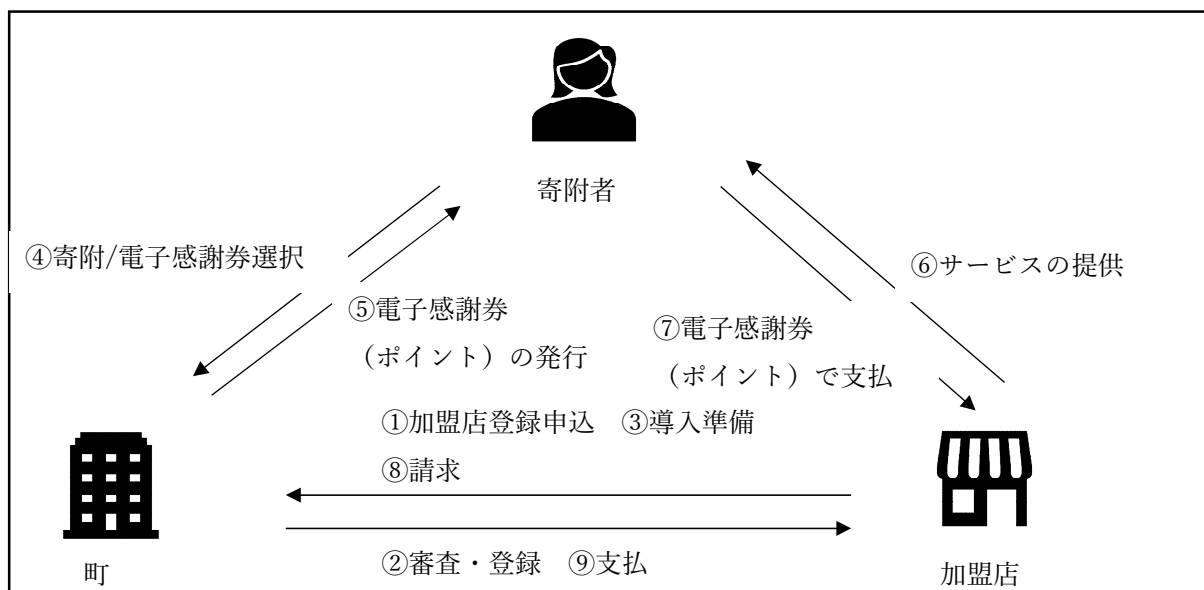 寄附者
④寄附/電子感謝券選択
⑥サービスの提供
⑤電子感謝券
（ポイント）の発行
⑦電子感謝券
（ポイント）で支払
①加盟店登録申込　③導入準備
⑧請求
②審査・登録　⑨支払
町
加盟店